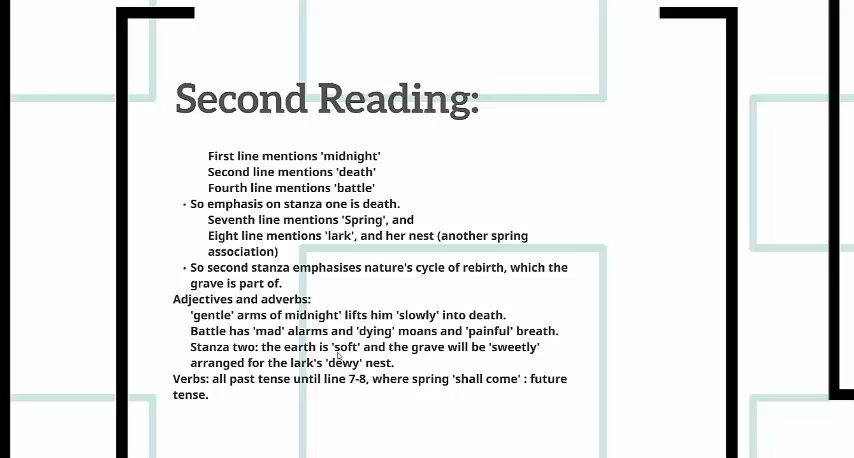 Second Reading:
First line mentions 'midnight'
Second line mentions 'death'
Fourth line mentions 'battle'
· So emphasis on stanza one is death.
Seventh line mentions 'Spring', and
Eight line mentions 'lark', and her nest (another spring
association)
· So second stanza emphasises nature's cycle of rebirth, which the
grave is part of.
Adjectives and adverbs:
'gentle' arms of midnight' lifts him 'slowly' into death.
Battle has 'mad' alarms and 'dying' moans and 'painful' breath.
Stanza two: the earth is 'soft' and the grave will be 'sweetly'
arranged for the lark's 'dewy' nest.
Verbs: all past tense until line 7-8, where spring 'shall come' : future
tense.